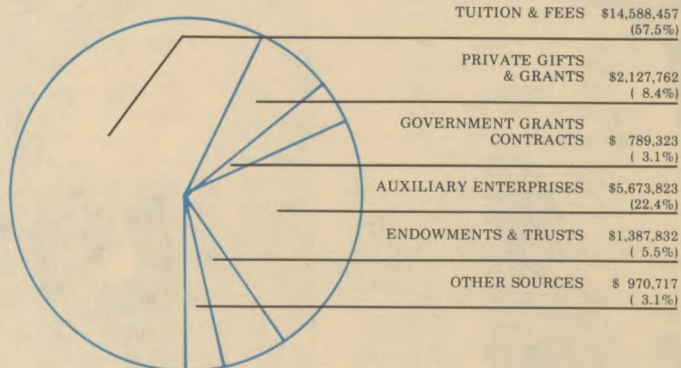 TUITION & FEES $14,588,457
(57.5%)
PRIVATE GIFTS
& GRANTS $2,127,762
( 8.4%)
GOVERNMENT GRANTS
CONTRACTS $ 789,323
( 3.1%)
AUXILIARY ENTERPRISES $5,673,823
(22.4%)
ENDOWMENTS & TRUSTS $1,387,832
( 5.5%)
OTHER SOURCES $ 970,717
( 3.1%)